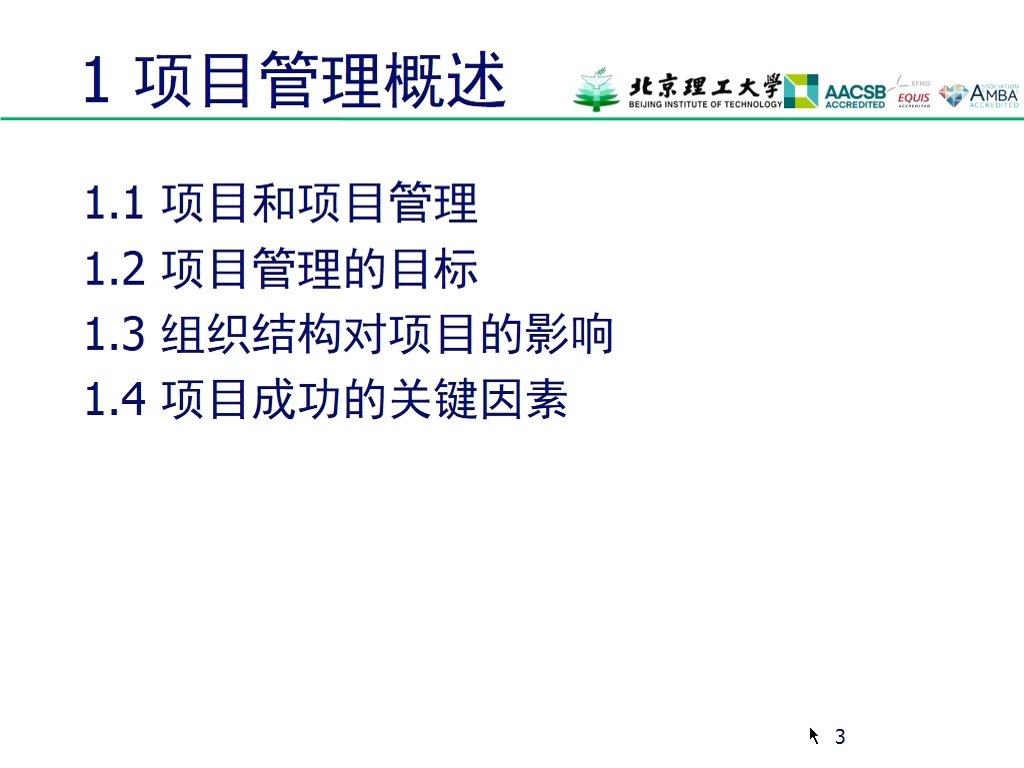 1 项目管理概述
北京理工大学
BEIJING INSTITUTE OF TECHNOLOGY
AACSB
ACCREDITED
EFMD
EQUIS
ACCREDITED
ASSOCIATION
AMBA
ACCREDITED
1.1 项目和项目管理
1.2 项目管理的目标
1.3 组织结构对项目的影响
1.4 项目成功的关键因素
3